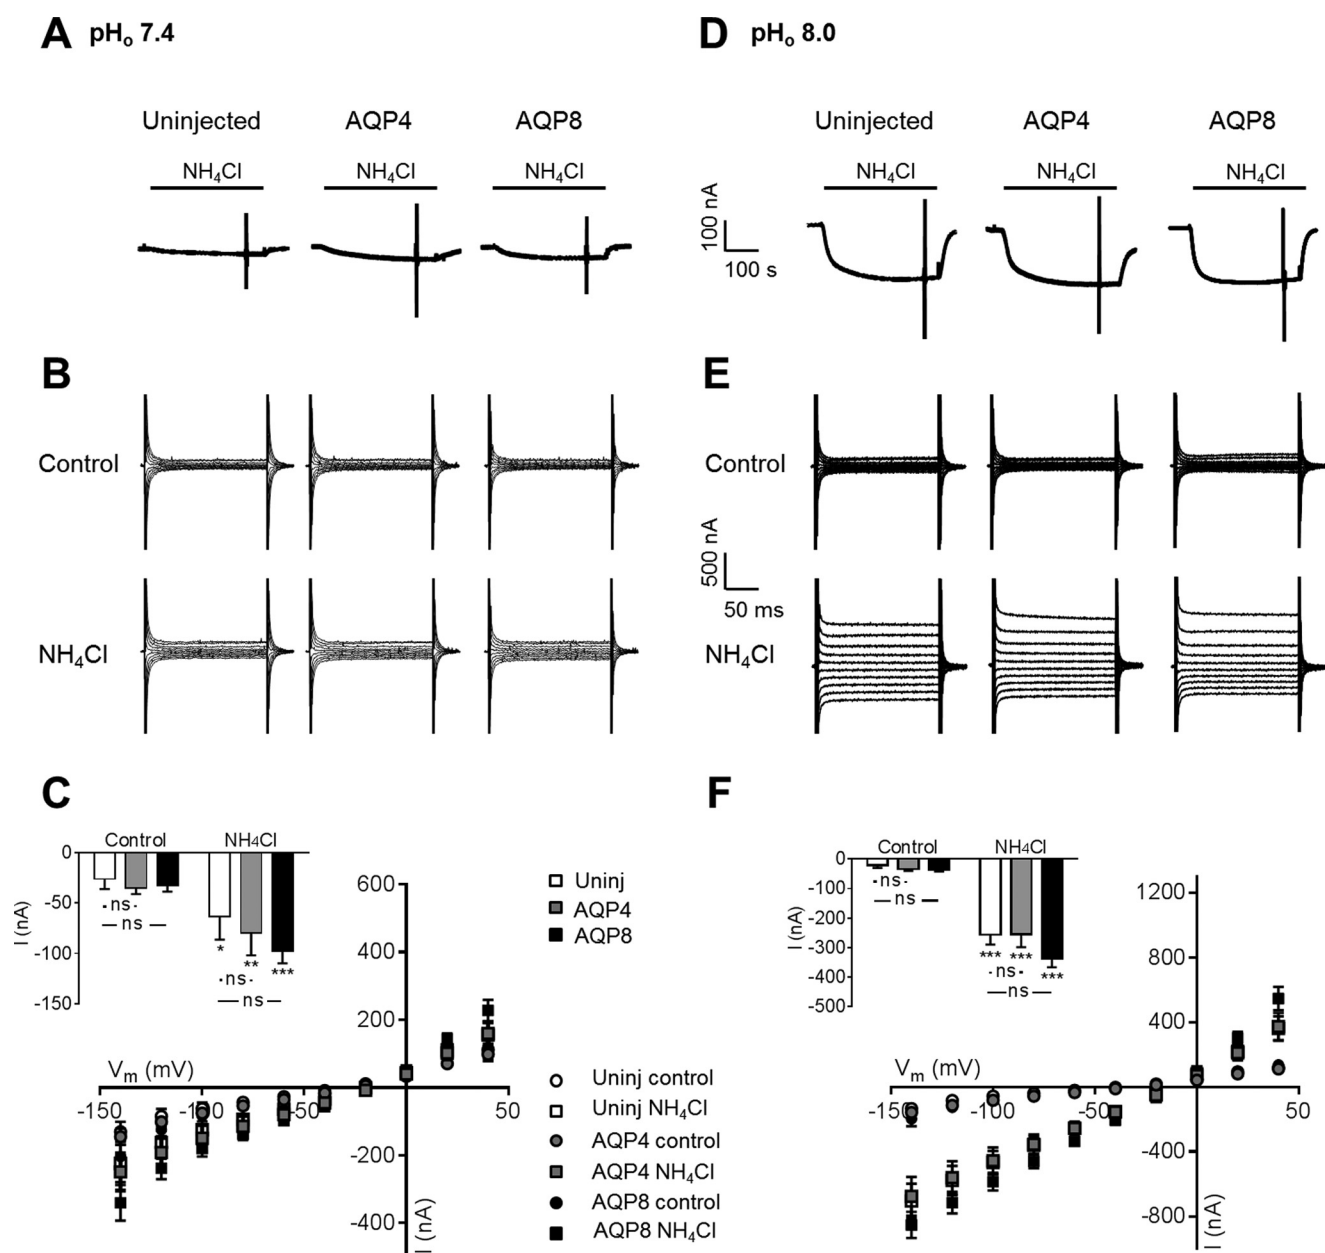 A pHₒ 7.4
Uninjected AQP4 AQP8
NH₄Cl NH₄Cl NH₄Cl
B
Control
NH₄Cl
C
Control NH4Cl
0
-50
-100
-150
I (nA)
ns
ns
*
**
***
ns
ns
Uninj
AQP4
AQP8
600
400
200
-200
-400
Vₘ (mV)
-150 -100 -50 50
I (nA)
Uninj control
Uninj NH₄Cl
AQP4 control
AQP4 NH₄Cl
AQP8 control
AQP8 NH₄Cl
D pHₒ 8.0
Uninjected AQP4 AQP8
NH₄Cl NH₄Cl NH₄Cl
100 nA
100 s
E
Control
500 nA
50 ms
NH₄Cl
F
Control NH₄Cl
0
-100
-200
-300
-400
-500
I (nA)
ns
ns
***
***
***
ns
ns
1200
800
400
-400
-800
Vₘ (mV)
-150 -100 -50 50
I (nA)